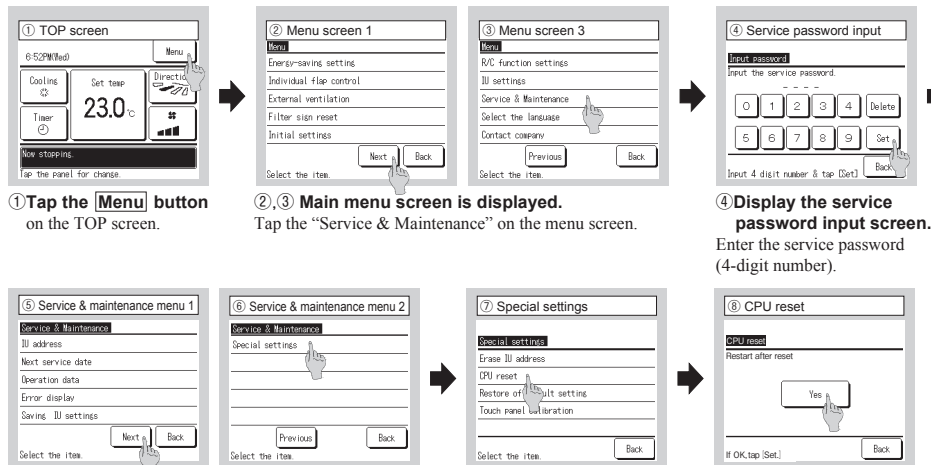 ① TOP screen
6:52PM(Wed)
Menu
Cooling
Set temp
Directio
23.0 °C
Timer
Now stopping.
Tap the panel for change.
①Tap the Menu button
on the TOP screen.
② Menu screen 1
Menu
Energy-saving setting
Individual flap control
External ventilation
Filter sign reset
Initial settings
Next
Back
Select the item.
③ Menu screen 3
Menu
R/C function settings
IU settings
Service & Maintenance
Select the language
Contact company
Previous
Back
Select the item.
②,③ Main menu screen is displayed.
Tap the “Service & Maintenance” on the menu screen.
④ Service password input
Input password
Input the service password.
- - - -
0 1 2 3 4 Delete
5 6 7 8 9 Set
Back
Input 4 digit number & tap [Set]
④Display the service
password input screen.
Enter the service password
(4-digit number).
⑤ Service & maintenance menu 1
Service & Maintenance
IU address
Next service date
Operation data
Error display
Saving IU settings
Next
Back
Select the item.
⑥ Service & maintenance menu 2
Service & Maintenance
Special settings
Previous
Back
Select the item.
⑦ Special settings
Special settings
Erase IU address
CPU reset
Restore of ult setting
Touch panel calibration
Back
Select the item.
⑧ CPU reset
CPU reset
Restart after reset
Yes
If OK,tap [Set.]
Back